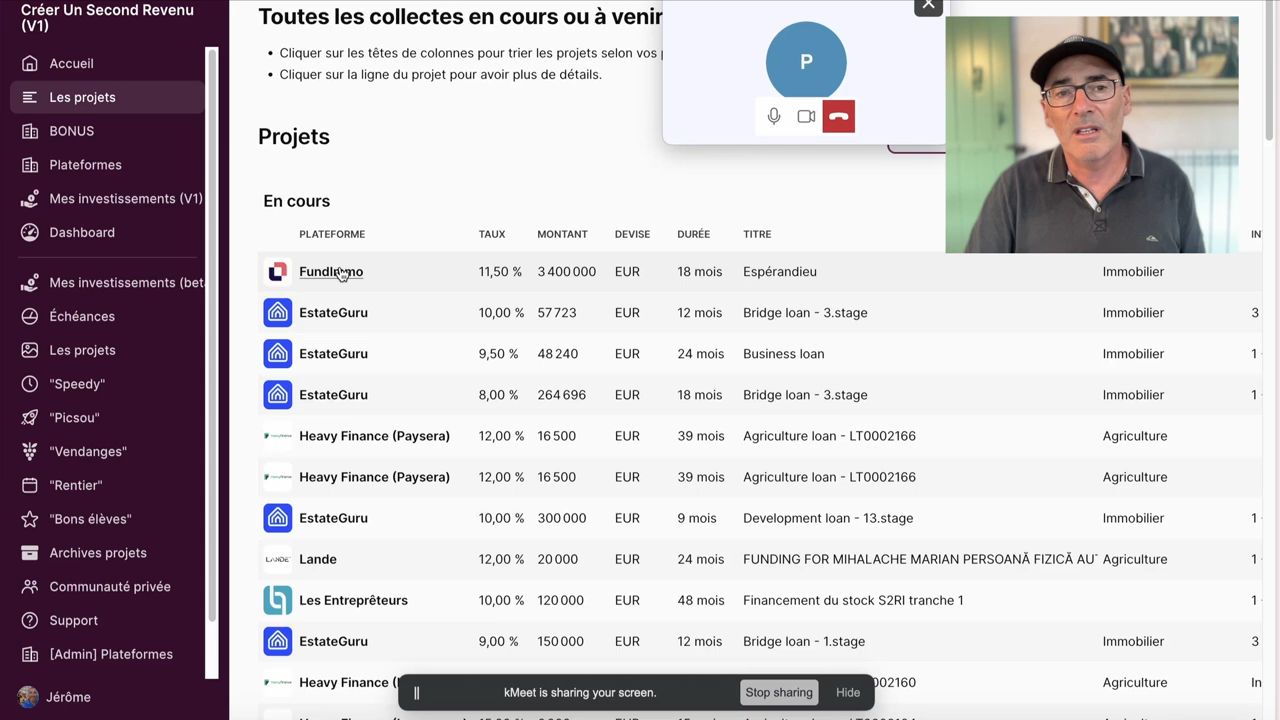 Créer Un Second Revenu
(V1)
Accueil
Les projets
BONUS
Plateformes
Mes investissements (V1)
Dashboard
Mes investissements (bet
Échéances
Les projets
"Speedy"
"Picsou"
"Vendanges"
"Rentier"
"Bons élèves"
Archives projets
Communauté privée
Support
[Admin] Plateformes
Jérôme
Toutes les collectes en cours ou à venir
Cliquer sur les têtes de colonnes pour trier les projets selon vos
Cliquer sur la ligne du projet pour avoir plus de détails.
P
Projets
En cours
PLATEFORME TAUX MONTANT DEVISE DURÉE TITRE
FundImmo 11,50 % 3 400 000 EUR 18 mois Espérandieu Immobilier
EstateGuru 10,00 % 57 723 EUR 12 mois Bridge loan - 3.stage Immobilier 3
EstateGuru 9,50 % 48 240 EUR 24 mois Business loan Immobilier 1
EstateGuru 8,00 % 264 696 EUR 18 mois Bridge loan - 3.stage Immobilier 1
Heavy Finance (Paysera) 12,00 % 16 500 EUR 39 mois Agriculture loan - LT0002166 Agriculture
Heavy Finance (Paysera) 12,00 % 16 500 EUR 39 mois Agriculture loan - LT0002166 Agriculture
EstateGuru 10,00 % 300 000 EUR 9 mois Development loan - 13.stage Immobilier 1
LANDE Lande 12,00 % 20 000 EUR 24 mois FUNDING FOR MIHALACHE MARIAN PERSOANĂ FIZICĂ AU Agriculture 1
Les Entreprêteurs 10,00 % 120 000 EUR 48 mois Financement du stock S2RI tranche 1 1
EstateGuru 9,00 % 150 000 EUR 12 mois Bridge loan - 1.stage Immobilier 3
Heavy Finance ( 002160 Agriculture In
kMeet is sharing your screen. Stop sharing Hide